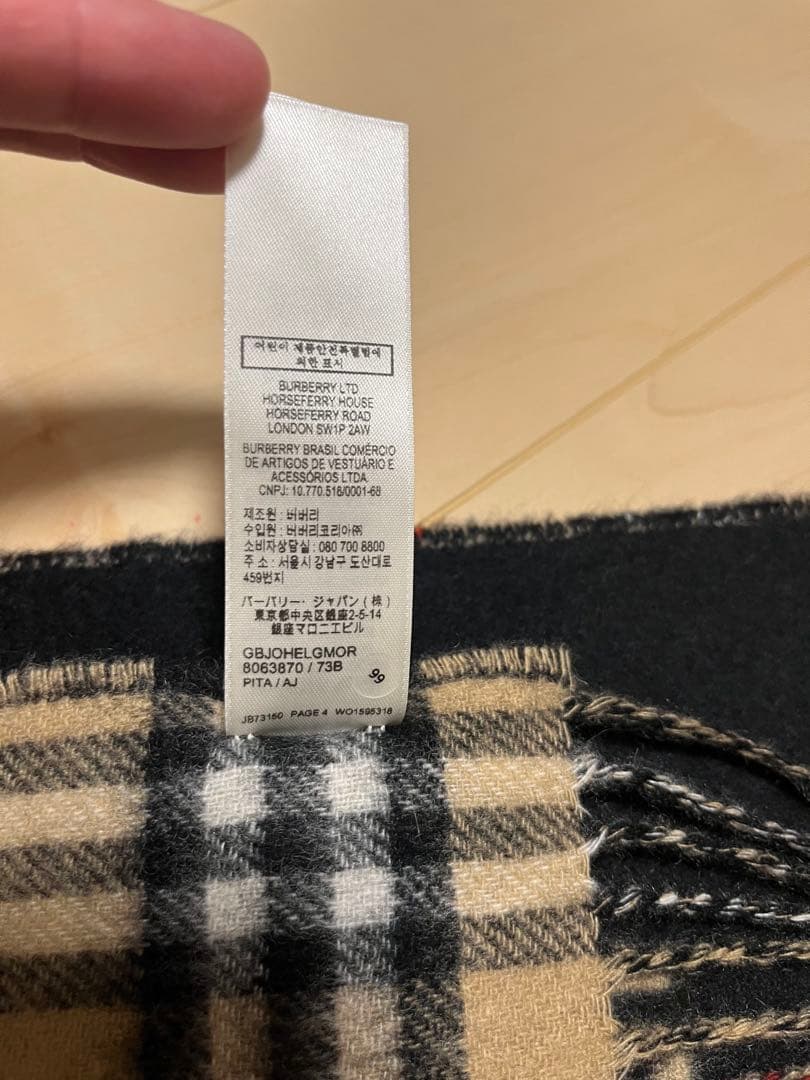 어린이 제품안전특별법에
의한 표시
BURBERRY LTD
HORSEFERRY HOUSE
HORSEFERRY ROAD
LONDON SW1P 2AW
BURBERRY BRASIL COMÉRCIO
DE ARTIGOS DE VESTUÁRIO E
ACESSÓRIOS LTDA
CNPJ: 10.770.518/0001-68
제조원 : 버버리
수입원 : 버버리코리아㈜
소비자상담실 : 080 700 8800
주 소 : 서울시 강남구 도산대로
459번지
バーバリー・ジャパン(株)
東京都中央区銀座2-5-14
銀座マロニエビル
GBJOHELGMOR
8063870 / 73B
PITA / AJ
99
JB73150 PAGE 4 WO1595318